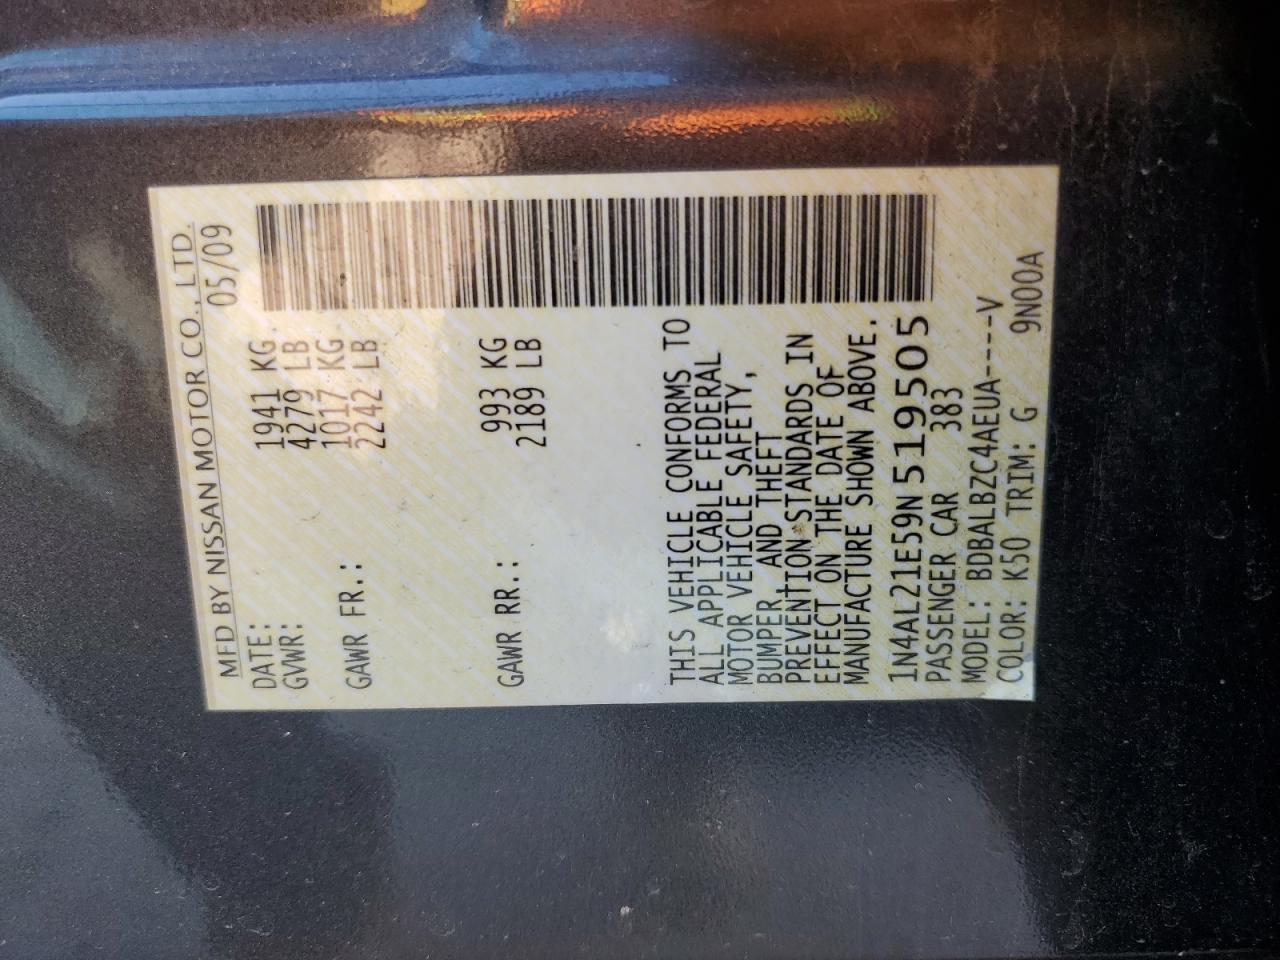 MFD BY NISSAN MOTOR CO., LTD.
DATE: 05/09
GVWR: 1941 KG.
4279 LB
GAWR FR.: 1017 KG.
2242 LB
GAWR RR.: 993 KG
2189 LB
THIS VEHICLE CONFORMS TO
ALL APPLICABLE FEDERAL
MOTOR VEHICLE SAFETY,
BUMPER, AND THEFT
PREVENTION STANDARDS IN
EFFECT ON THE DATE OF
MANUFACTURE SHOWN ABOVE.
1N4AL21E59N519505
PASSENGER CAR 383
MODEL: BDBALBZC4AEUA----V
COLOR: K50 TRIM: G 9N00A